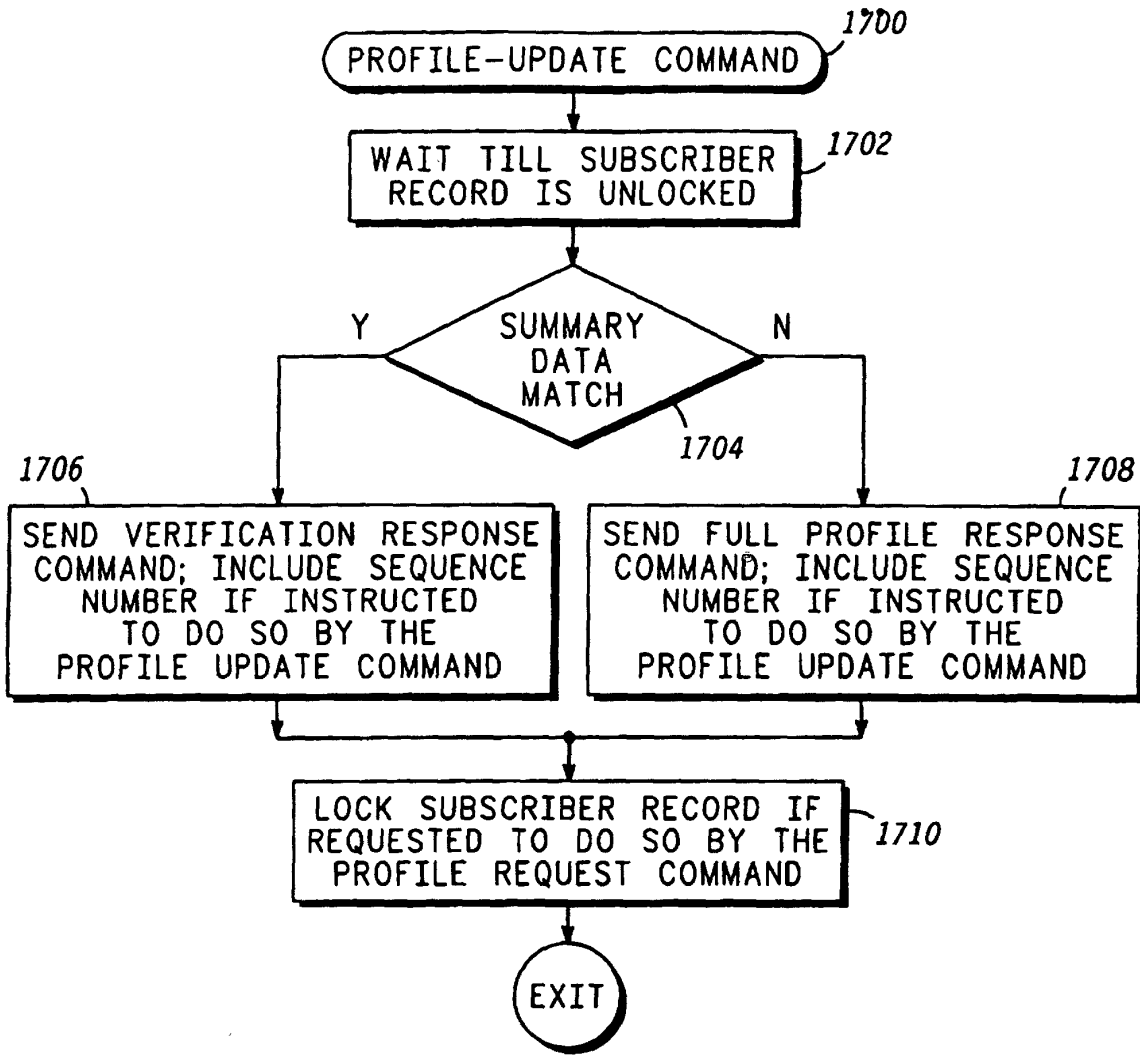 1700
PROFILE-UPDATE COMMAND
1702
WAIT TILL SUBSCRIBER
RECORD IS UNLOCKED
Y
N
SUMMARY
DATA
MATCH
1704
1706
SEND VERIFICATION RESPONSE
COMMAND; INCLUDE SEQUENCE
NUMBER IF INSTRUCTED
TO DO SO BY THE
PROFILE UPDATE COMMAND
1708
SEND FULL PROFILE RESPONSE
COMMAND; INCLUDE SEQUENCE
NUMBER IF INSTRUCTED
TO DO SO BY THE
PROFILE UPDATE COMMAND
LOCK SUBSCRIBER RECORD IF
REQUESTED TO DO SO BY THE
PROFILE REQUEST COMMAND
1710
EXIT